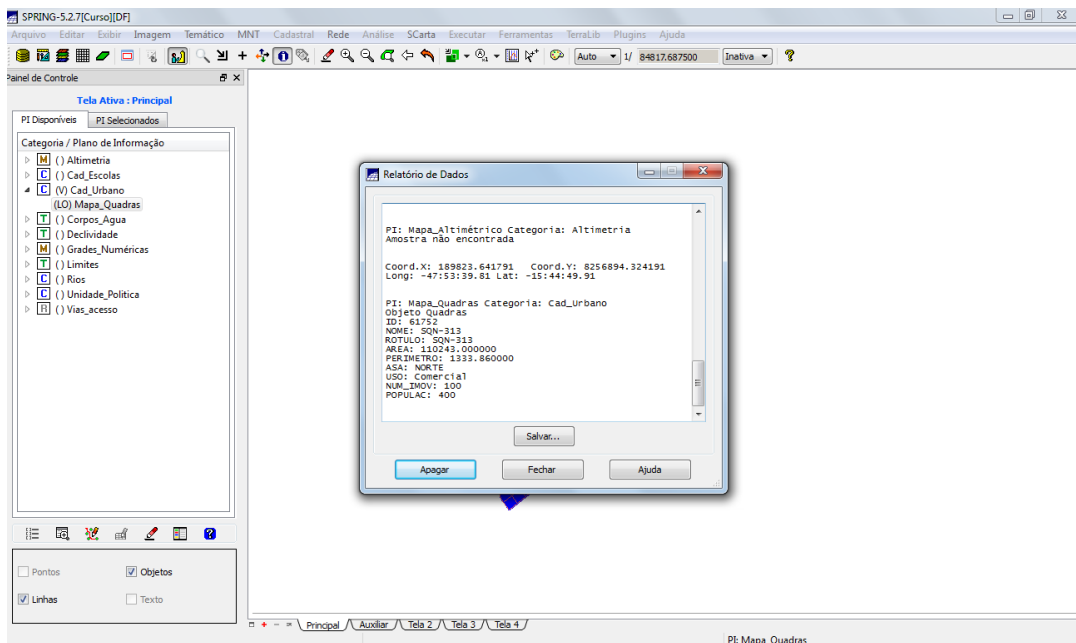 SPRING-5.2.7[Curso][DF]
Arquivo Editar Exibir Imagem Temático MNT Cadastral Rede Análise SCarta Executar Ferramentas TerraLib Plugins Ajuda
Auto 1/ 84817.687500 Inativa
Painel de Controle
Tela Ativa : Principal
PI Disponíveis PI Selecionados
Categoria / Plano de Informação
M () Altimetria
C () Cad_Escolas
C (V) Cad_Urbano
(LO) Mapa_Quadras
T () Corpos_Agua
T () Declividade
M () Grades_Numéricas
T () Limites
C () Rios
C () Unidade_Politica
R () Vias_acesso
Pontos Objetos
Linhas Texto
Relatório de Dados
PI: Mapa_Altimétrico Categoria: Altimetria
Amostra não encontrada
Coord.X: 189823.641791 Coord.Y: 8256894.324191
Long: -47:53:39.81 Lat: -15:44:49.91
PI: Mapa_Quadras Categoria: Cad_Urbano
Objeto Quadras
ID: 61752
NOME: SQN-313
ROTULO: SQN-313
AREA: 110243.000000
PERIMETRO: 1333.860000
ASA: NORTE
USO: Comercial
NUM_IMOV: 100
POPULAC: 400
Salvar...
Apagar Fechar Ajuda
Principal Auxiliar Tela 2 Tela 3 Tela 4
PI: Mapa_Quadras